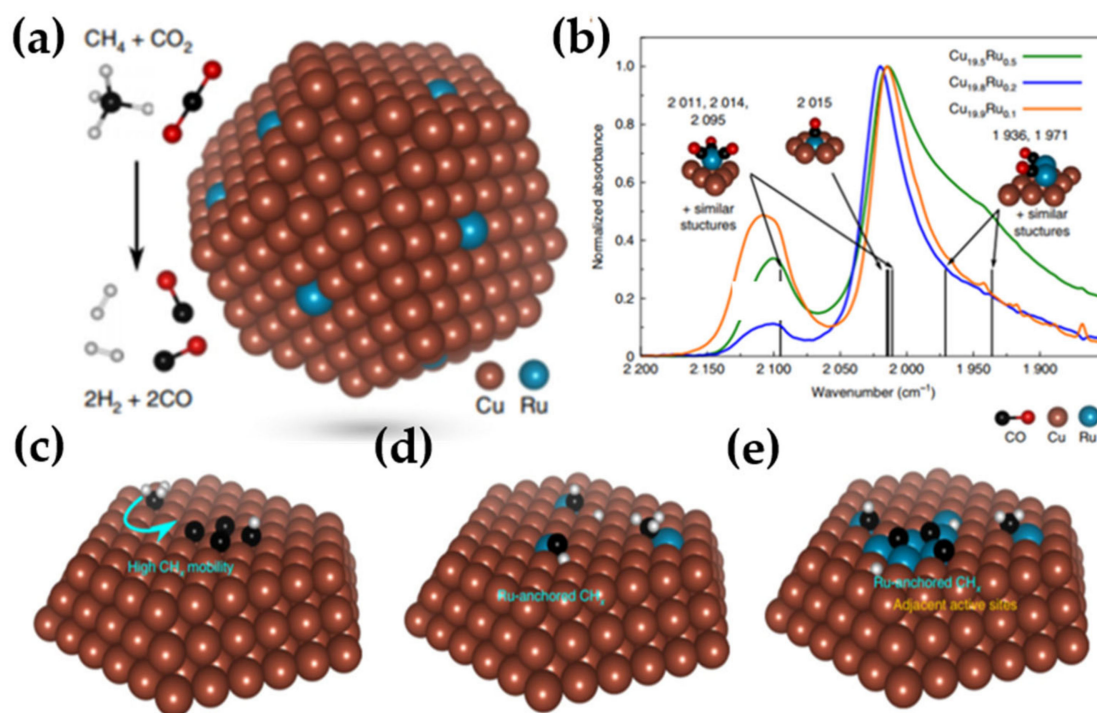 (a)
CH₄ + CO₂
2H₂ + 2CO
Cu Ru
(b)
Cu₁₉.₅Ru₀.₅
Cu₁₉.₈Ru₀.₂
Cu₁₉.₉Ru₀.₁
2 011, 2 014,
2 095
+ similar
stuctures
2 015
1 936, 1 971
+ similar
stuctures
Normalized absorbance
1.0
0.8
0.6
0.4
0.2
0
2 200 2.150 2 100 2 050 2 000 1 950 1 900
Wavenumber (cm⁻¹)
CO Cu Ru
(c)
High CHₓ mobility
(d)
Ru-anchored CHₓ
(e)
Ru-anchored CHₓ
Adjacent active sites